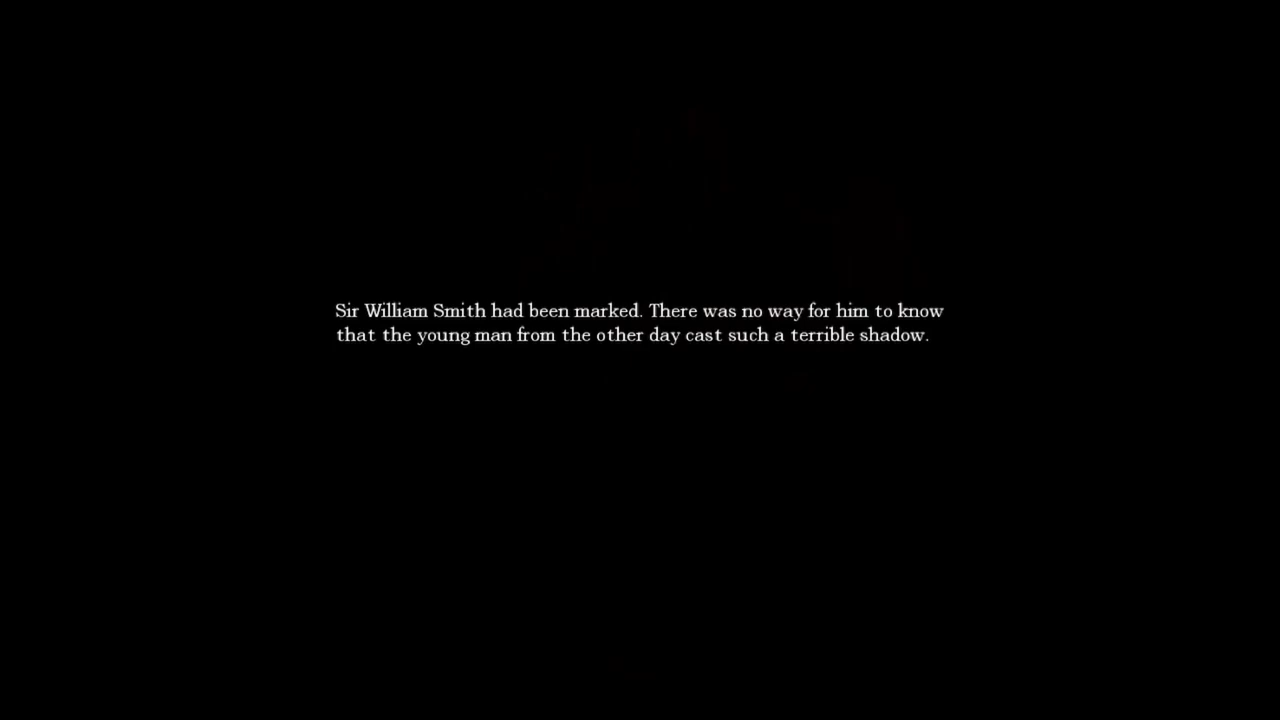 Sir William Smith had been marked. There was no way for him to know
that the young man from the other day cast such a terrible shadow.